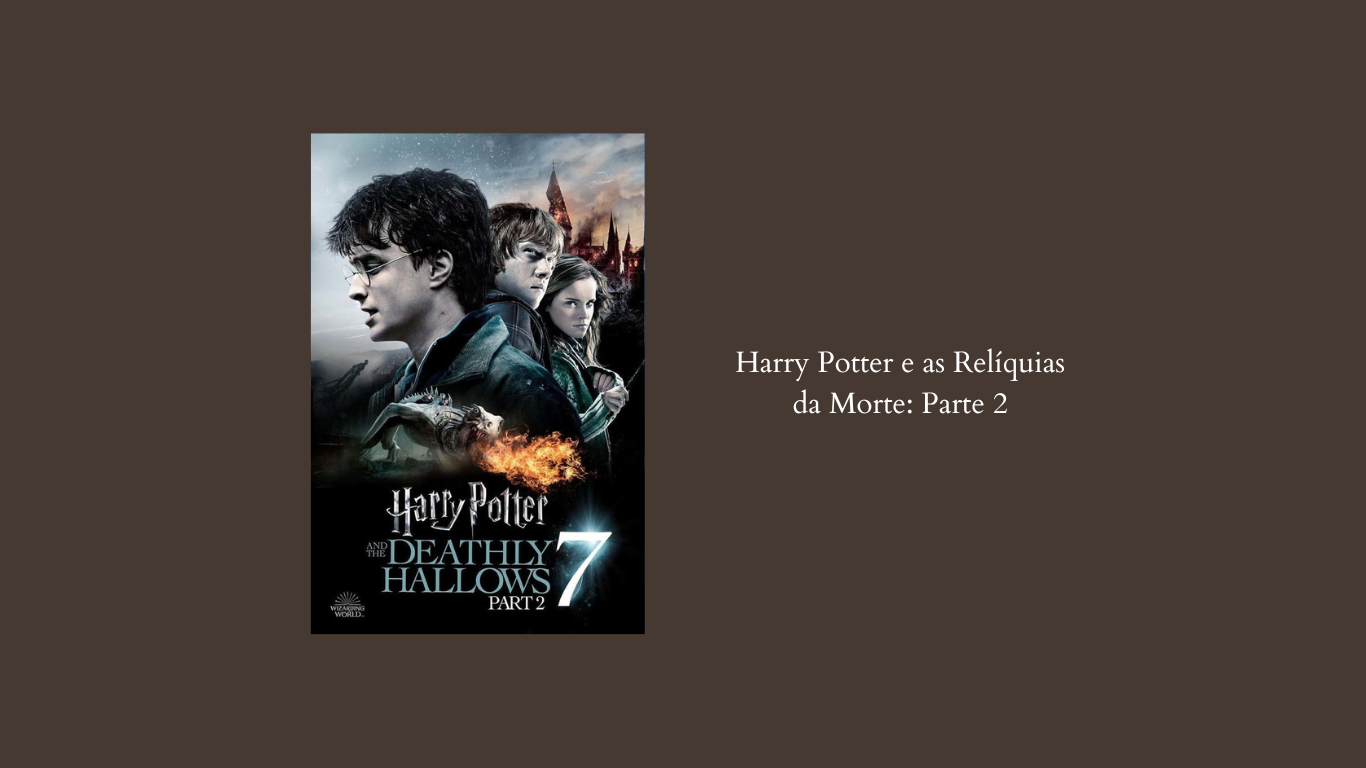 Harry Potter
AND
THE
DEATHLY
HALLOWS
7
PART 2
WIZARDING
WORLD
Harry Potter e as Relíquias
da Morte: Parte 2